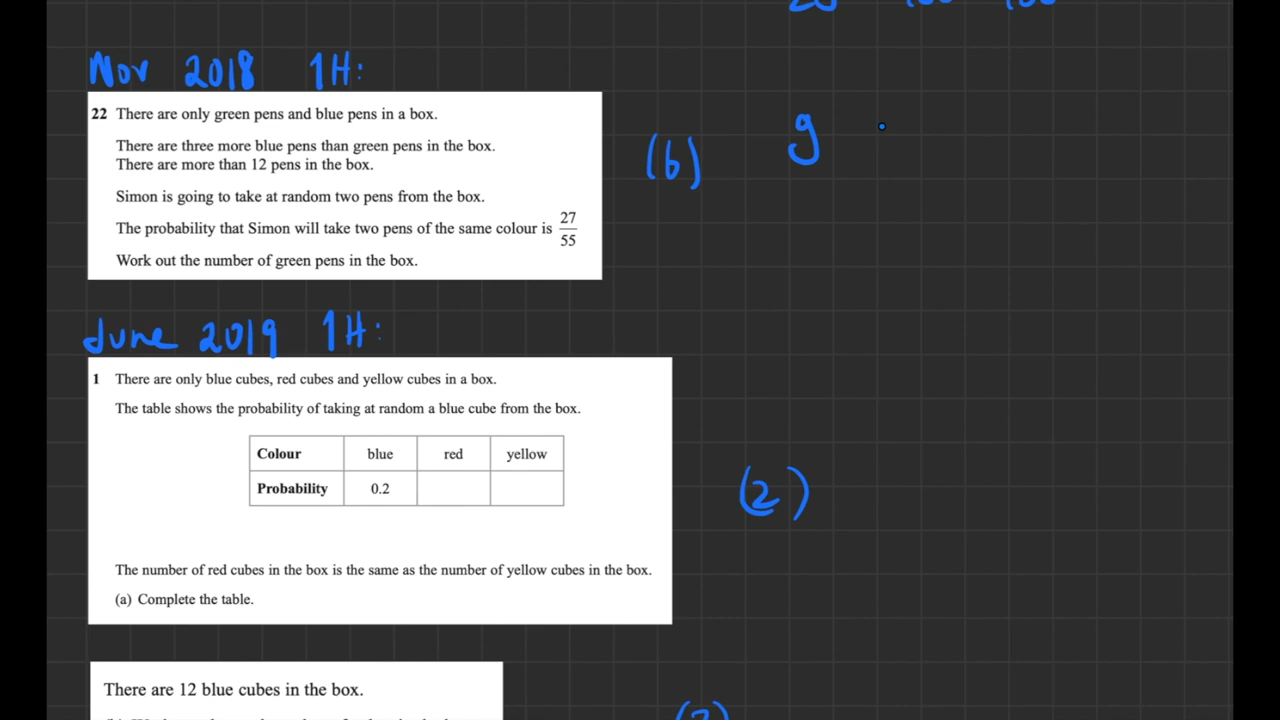 Nov 2018 1H:
22 There are only green pens and blue pens in a box.
There are three more blue pens than green pens in the box.
There are more than 12 pens in the box.
Simon is going to take at random two pens from the box.
The probability that Simon will take two pens of the same colour is 27/55
Work out the number of green pens in the box.
(6) g
June 2019 1H:
1 There are only blue cubes, red cubes and yellow cubes in a box.
The table shows the probability of taking at random a blue cube from the box.
Colour blue red yellow
Probability 0.2
(2)
The number of red cubes in the box is the same as the number of yellow cubes in the box.
(a) Complete the table.
There are 12 blue cubes in the box.